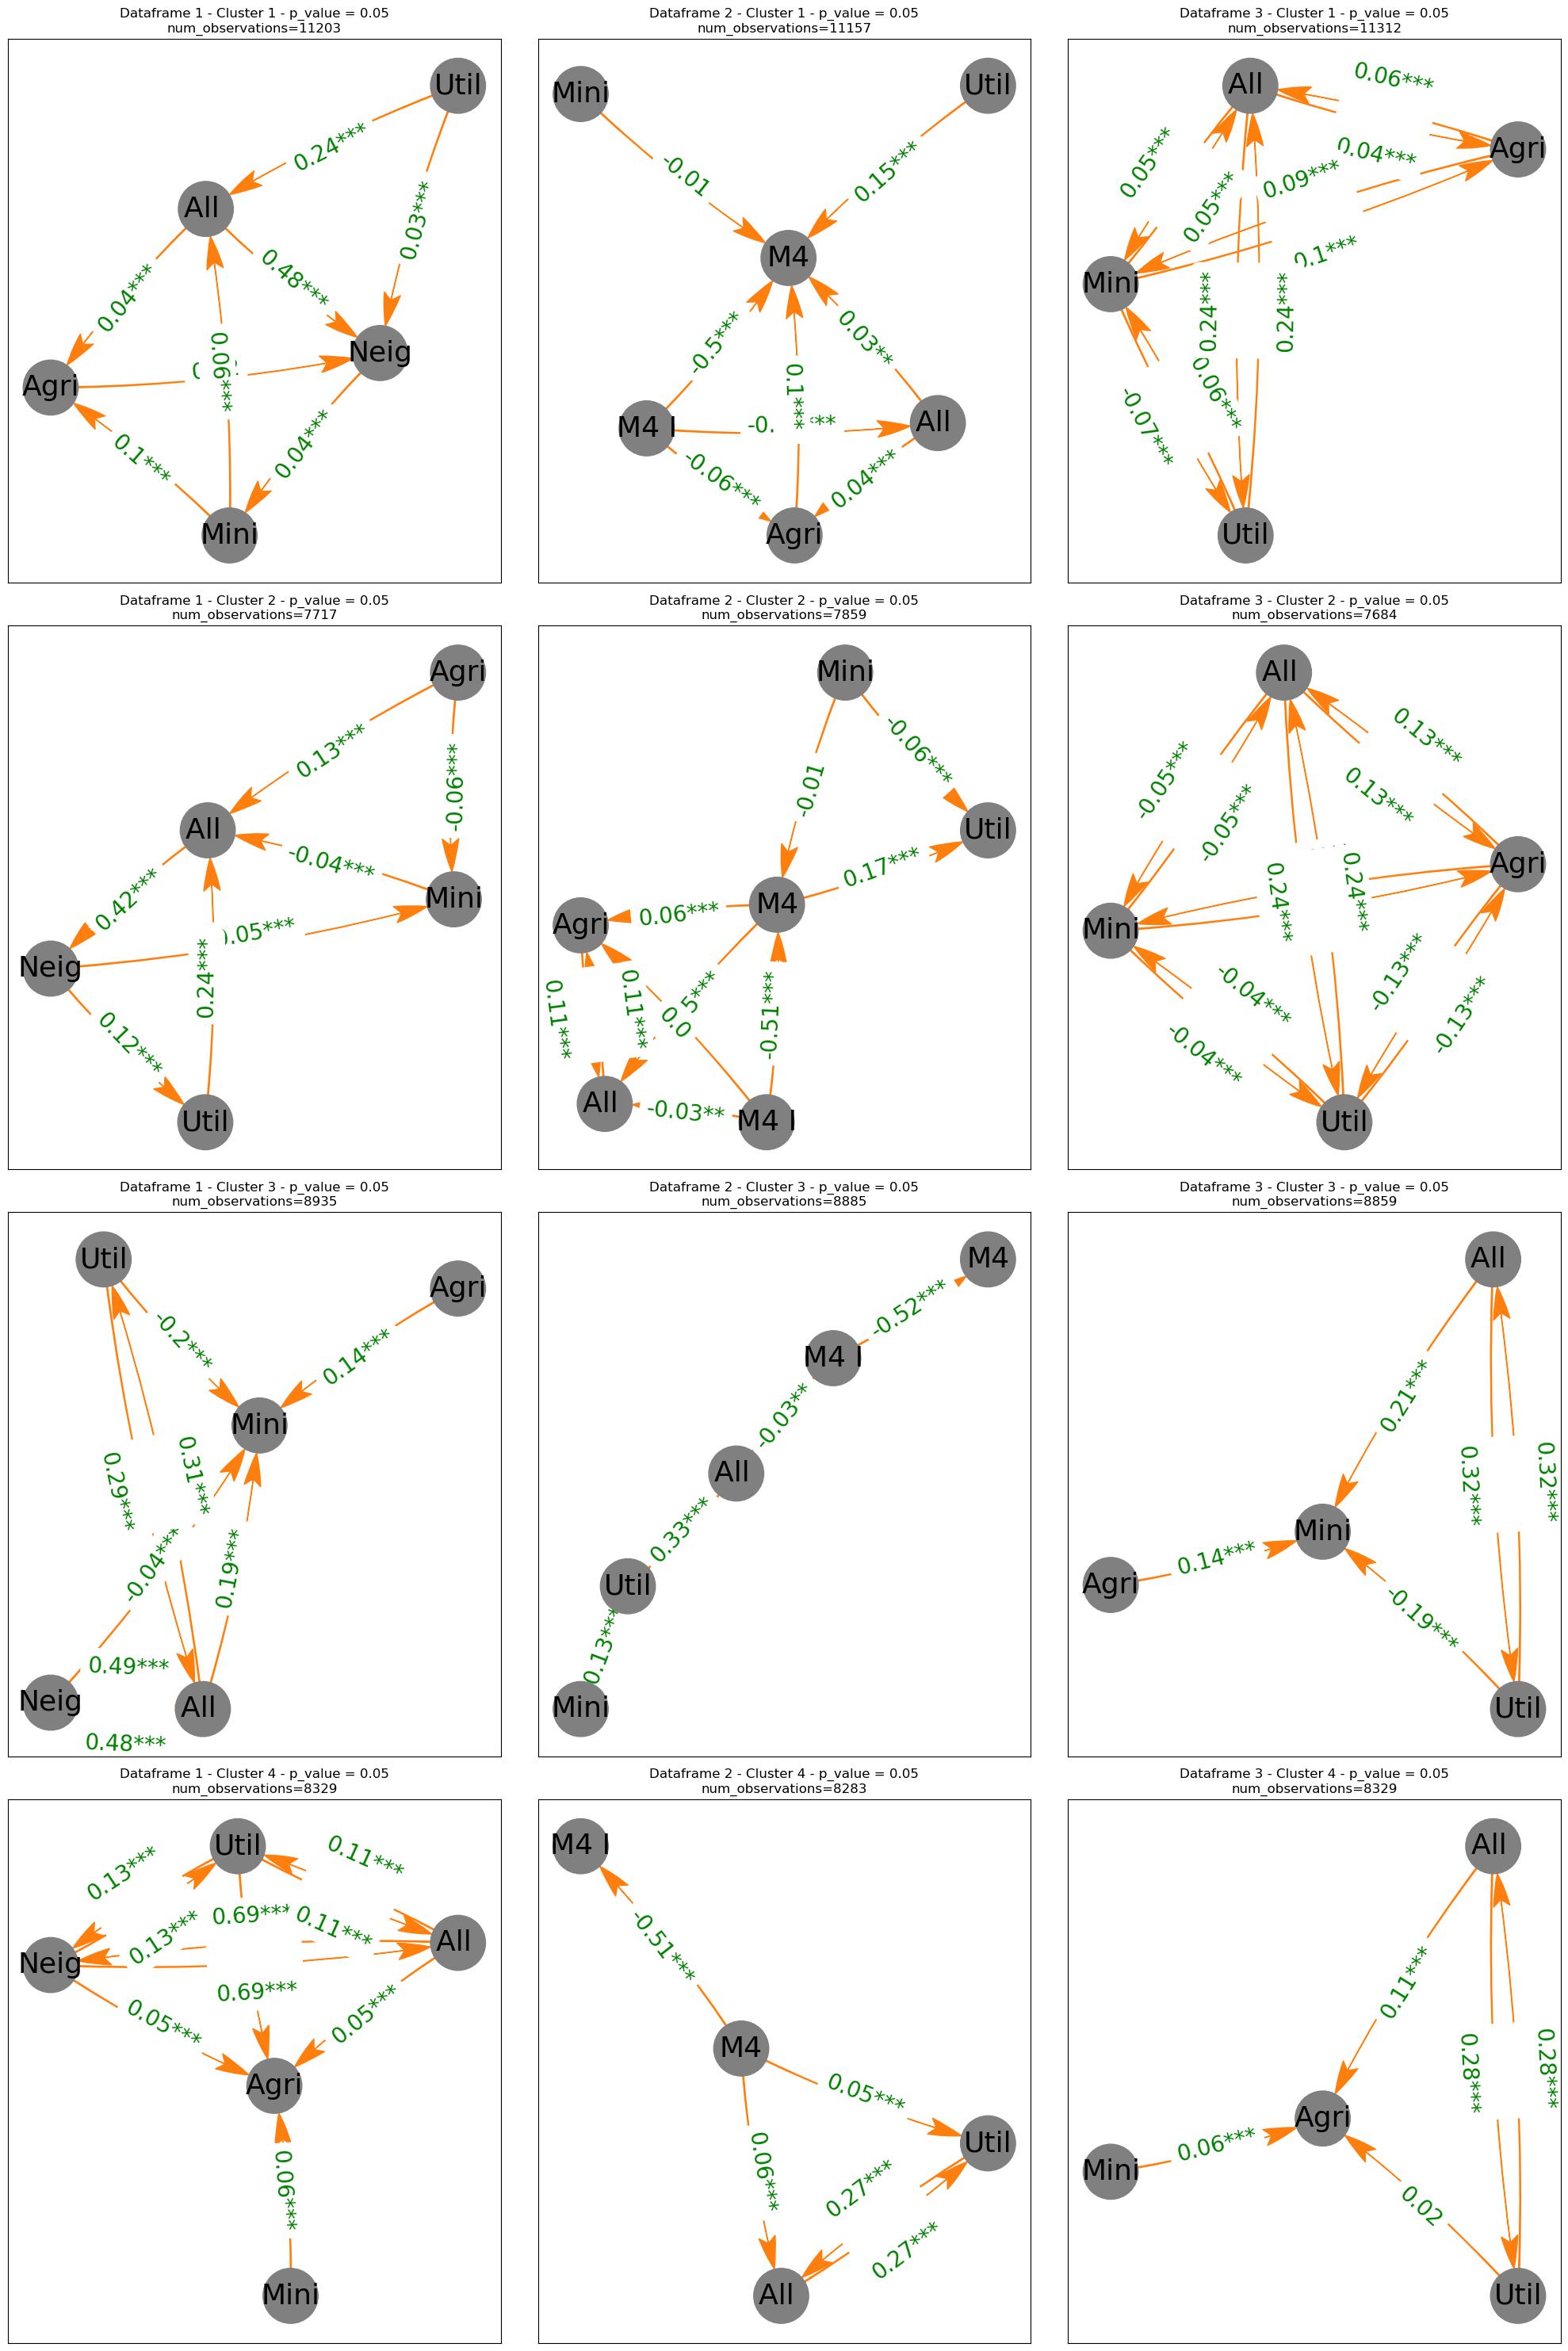 Dataframe 1 - Cluster 1 - p_value = 0.05
num_observations=11203
Util
0.24***
All
0.03***
0.48***
0.04***
Neig
0.06***
Agri
0.1***
0.04***
Mini
Dataframe 2 - Cluster 1 - p_value = 0.05
num_observations=11157
Mini
Util
-0.01
0.15***
M4
-0.5***
0.03**
0.1***
M4 I
All
-0.06***
0.04***
Agri
Dataframe 3 - Cluster 1 - p_value = 0.05
num_observations=11312
0.06***
All
Agri
0.05***
0.04***
0.09***
0.05***
0.1***
Mini
0.24***
0.24***
0.06***
-0.07***
Util
Dataframe 1 - Cluster 2 - p_value = 0.05
num_observations=7717
Agri
0.13***
-0.06***
All
-0.04***
0.42***
Mini
0.05***
Neig
0.24***
0.12***
Util
Dataframe 2 - Cluster 2 - p_value = 0.05
num_observations=7859
Mini
-0.06***
-0.01
Util
0.17***
M4
0.06***
Agri
0.11***
0.11***
5***
0.0
-0.51***
All
-0.03**
M4 I
Dataframe 3 - Cluster 2 - p_value = 0.05
num_observations=7684
All
0.13***
-0.05***
0.13***
-0.05***
Agri
0.24***
0.24***
Mini
-0.13***
-0.04***
-0.13***
-0.04***
Util
Dataframe 1 - Cluster 3 - p_value = 0.05
num_observations=8935
Util
Agri
-0.2***
0.14***
Mini
0.31***
0.29***
-0.04***
0.19***
0.49***
Neig
All
0.48***
Dataframe 2 - Cluster 3 - p_value = 0.05
num_observations=8885
M4
-0.52***
M4 I
-0.03**
All
0.33***
Util
0.13***
Mini
Dataframe 3 - Cluster 3 - p_value = 0.05
num_observations=8859
All
0.21***
0.32***
0.32***
Mini
0.14***
Agri
-0.19***
Util
Dataframe 1 - Cluster 4 - p_value = 0.05
num_observations=8329
Util
0.11***
0.13***
0.69***
0.11***
0.13***
All
Neig
0.69***
0.05***
0.05***
Agri
0.06***
Mini
Dataframe 2 - Cluster 4 - p_value = 0.05
num_observations=8283
M4 I
-0.51***
M4
0.05***
Util
0.06***
0.27***
0.27***
All
Dataframe 3 - Cluster 4 - p_value = 0.05
num_observations=8329
All
0.11***
0.28***
0.28***
Agri
0.06***
Mini
0.02
Util